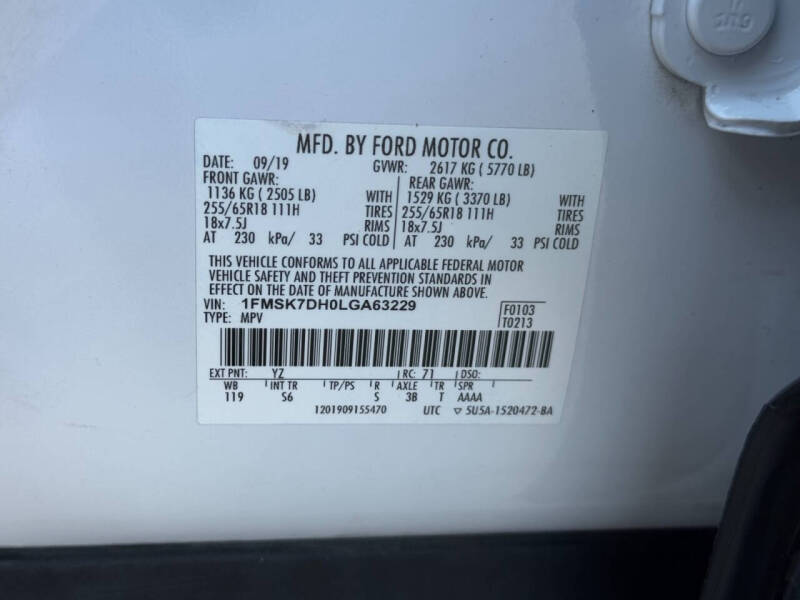 MFD. BY FORD MOTOR CO.
DATE: 09/19 GVWR: 2617 KG ( 5770 LB)
FRONT GAWR: REAR GAWR:
1136 KG ( 2505 LB) WITH 1529 KG ( 3370 LB) WITH
255/65R18 111H TIRES 255/65R18 111H TIRES
18x7.5J RIMS 18x7.5J RIMS
AT 230 kPa/ 33 PSI COLD AT 230 kPa/ 33 PSI COLD
THIS VEHICLE CONFORMS TO ALL APPLICABLE FEDERAL MOTOR
VEHICLE SAFETY AND THEFT PREVENTION STANDARDS IN
EFFECT ON THE DATE OF MANUFACTURE SHOWN ABOVE.
VIN: 1FMSK7DH0LGA63229 F0103
TYPE: MPV T0213
EXT PNT: YZ RC: 71 DSO:
WB INT TR TP/PS R AXLE TR SPR
119 S6 S 3B T AAAA
1201909155470 UTC ▽ 5U5A-1520472-BA